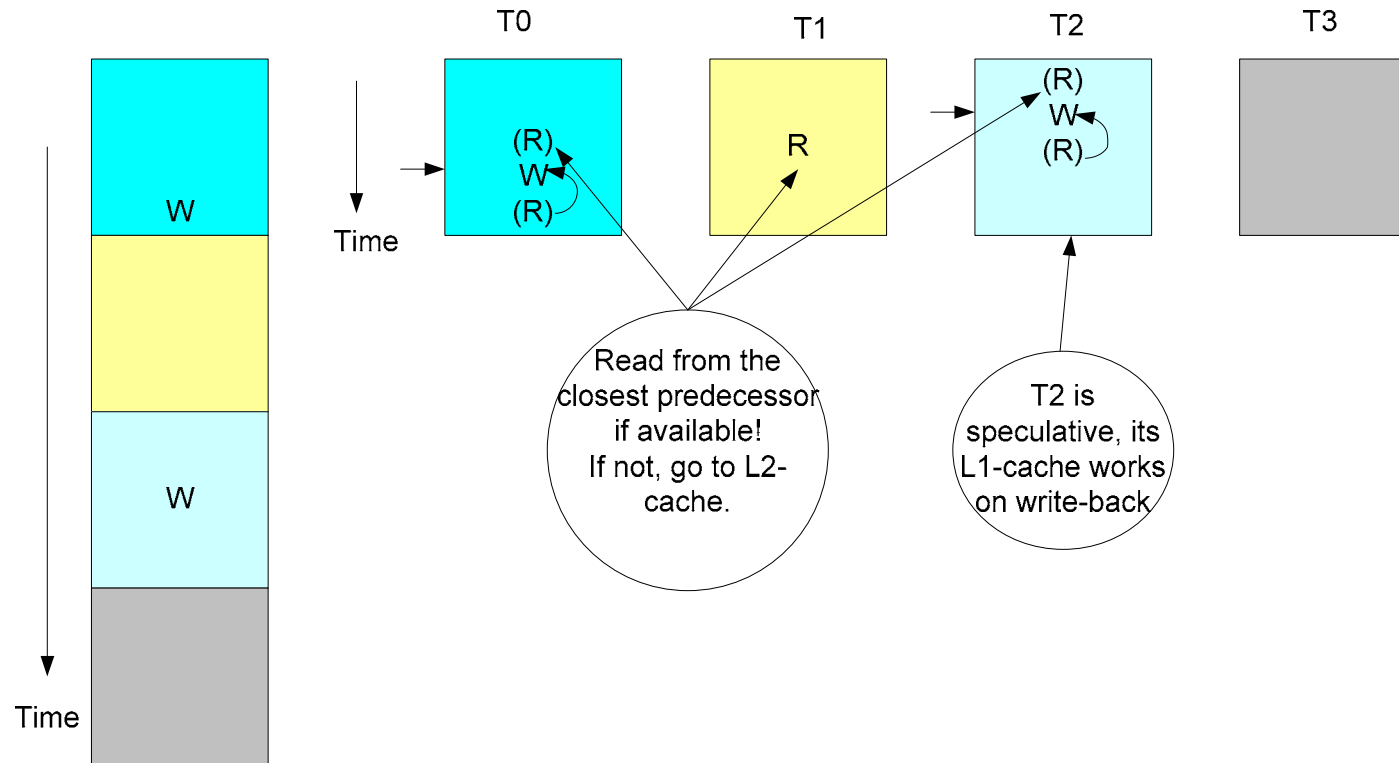 T0
T1
T2
T3
W
Time
W
Time
(R)
W
(R)
R
(R)
W
(R)
Read from the
closest predecessor
if available!
If not, go to L2-
cache.
T2 is
speculative, its
L1-cache works
on write-back